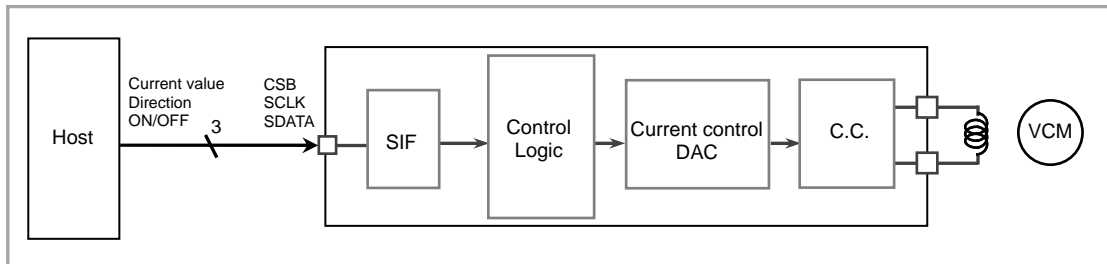 Host
Current value
Direction
ON/OFF
3
CSB
SCLK
SDATA
SIF
Control
Logic
Current control
DAC
C.C.
VCM